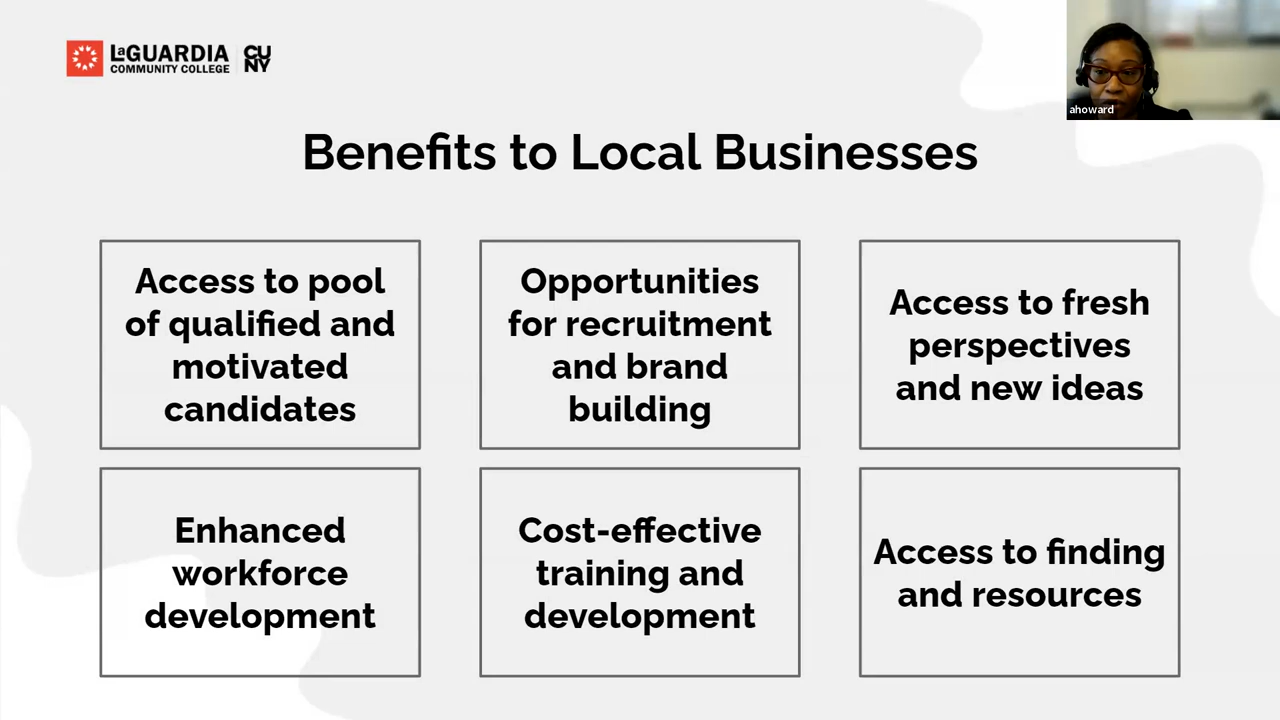 LaGUARDIA
COMMUNITY COLLEGE
CU
NY
ahoward
Benefits to Local Businesses
Access to pool
of qualified and
motivated
candidates
Opportunities
for recruitment
and brand
building
Access to fresh
perspectives
and new ideas
Enhanced
workforce
development
Cost-effective
training and
development
Access to finding
and resources